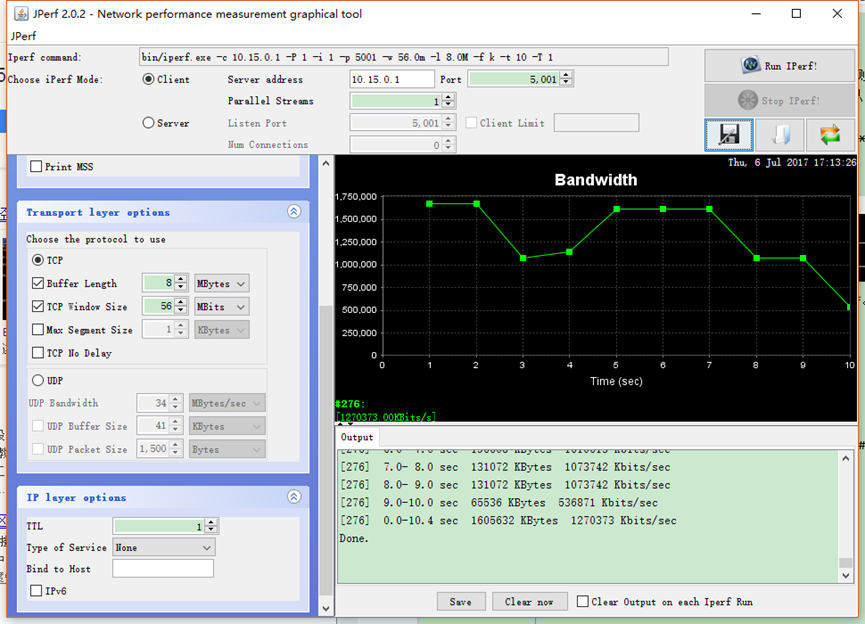 JPerf 2.0.2 - Network performance measurement graphical tool
JPerf
Iperf command: bin/iperf.exe -c 10.15.0.1 -P 1 -i 1 -p 5001 -w 56.0m -l 8.0M -f k -t 10 -T 1
Choose iPerf Mode: Client Server address 10.15.0.1 Port 5,001
Parallel Streams 1
Server Listen Port 5,001 Client Limit
Num Connections 0
Run IPerf!
Stop IPerf!
Print MSS
Transport layer options
Choose the protocol to use
TCP
Buffer Length 8 MBytes
TCP Window Size 56 MBits
Max Segment Size 1 KBytes
TCP No Delay
UDP
UDP Bandwidth 34 MBytes/sec
UDP Buffer Size 41 KBytes
UDP Packet Size 1,500 Bytes
IP layer options
TTL 1
Type of Service None
Bind to Host
IPv6
Thu, 6 Jul 2017 17:13:26
Bandwidth
1,750,000
1,500,000
1,250,000
1,000,000
750,000
500,000
250,000
0
0 1 2 3 4 5 6 7 8 9 10
Time (sec)
#276:
[1270373.00KBits/s]
Output
[276] 7.0- 8.0 sec 131072 KBytes 1073742 Kbits/sec
[276] 8.0- 9.0 sec 131072 KBytes 1073742 Kbits/sec
[276] 9.0-10.0 sec 65536 KBytes 536871 Kbits/sec
[276] 0.0-10.4 sec 1605632 KBytes 1270373 Kbits/sec
Done.
Save Clear now Clear Output on each Iperf Run